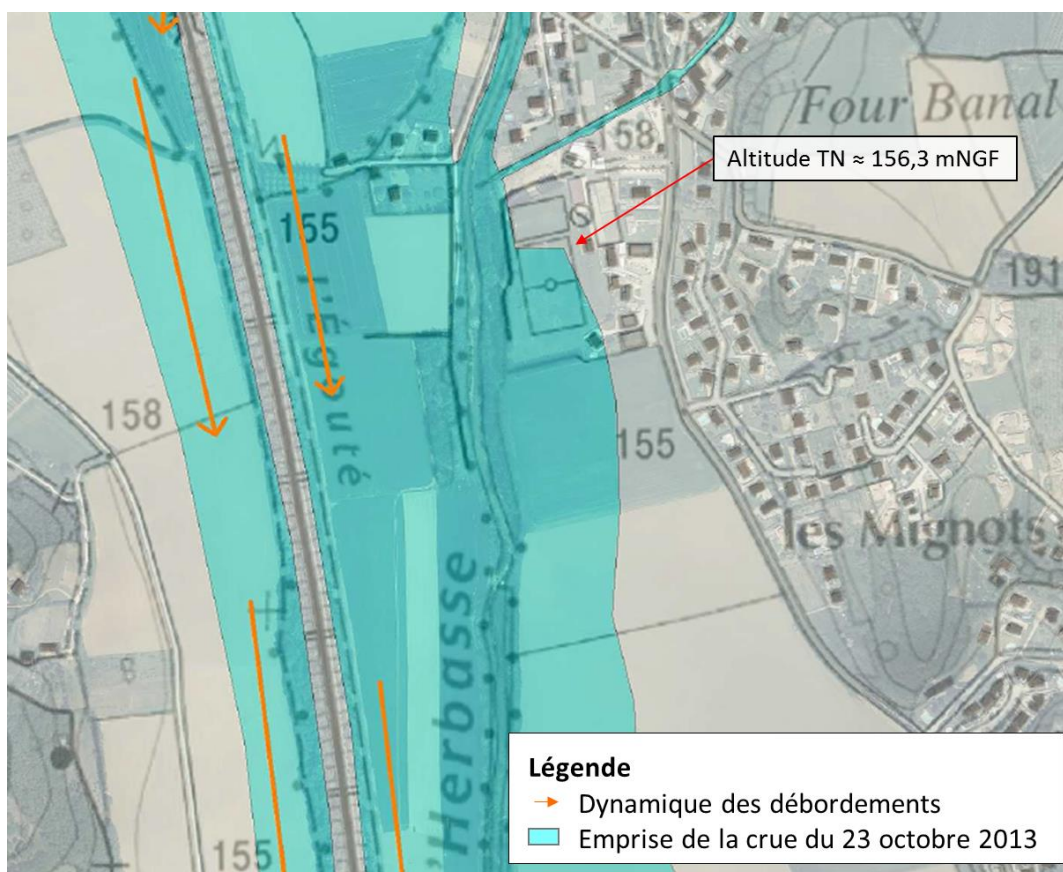 Four Banal
158
Altitude TN ≈ 156,3 mNGF
155
l'Égouté
191
158
155
les Mignots
l'Herbasse
155
Légende
Dynamique des débordements
Emprise de la crue du 23 octobre 2013